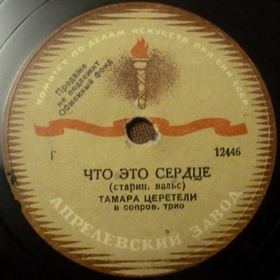 КОМИТЕТ ПО ДЕЛАМ ИСКУССТВ ПРИ СНК СССР
Продаже
не подлежит
Обменный фонд
Г
12446
ЧТО ЭТО СЕРДЦЕ
(старин. вальс)
ТАМАРА ЦЕРЕТЕЛИ
в сопров. трио
АПРЕЛЕВСКИЙ ЗАВОД